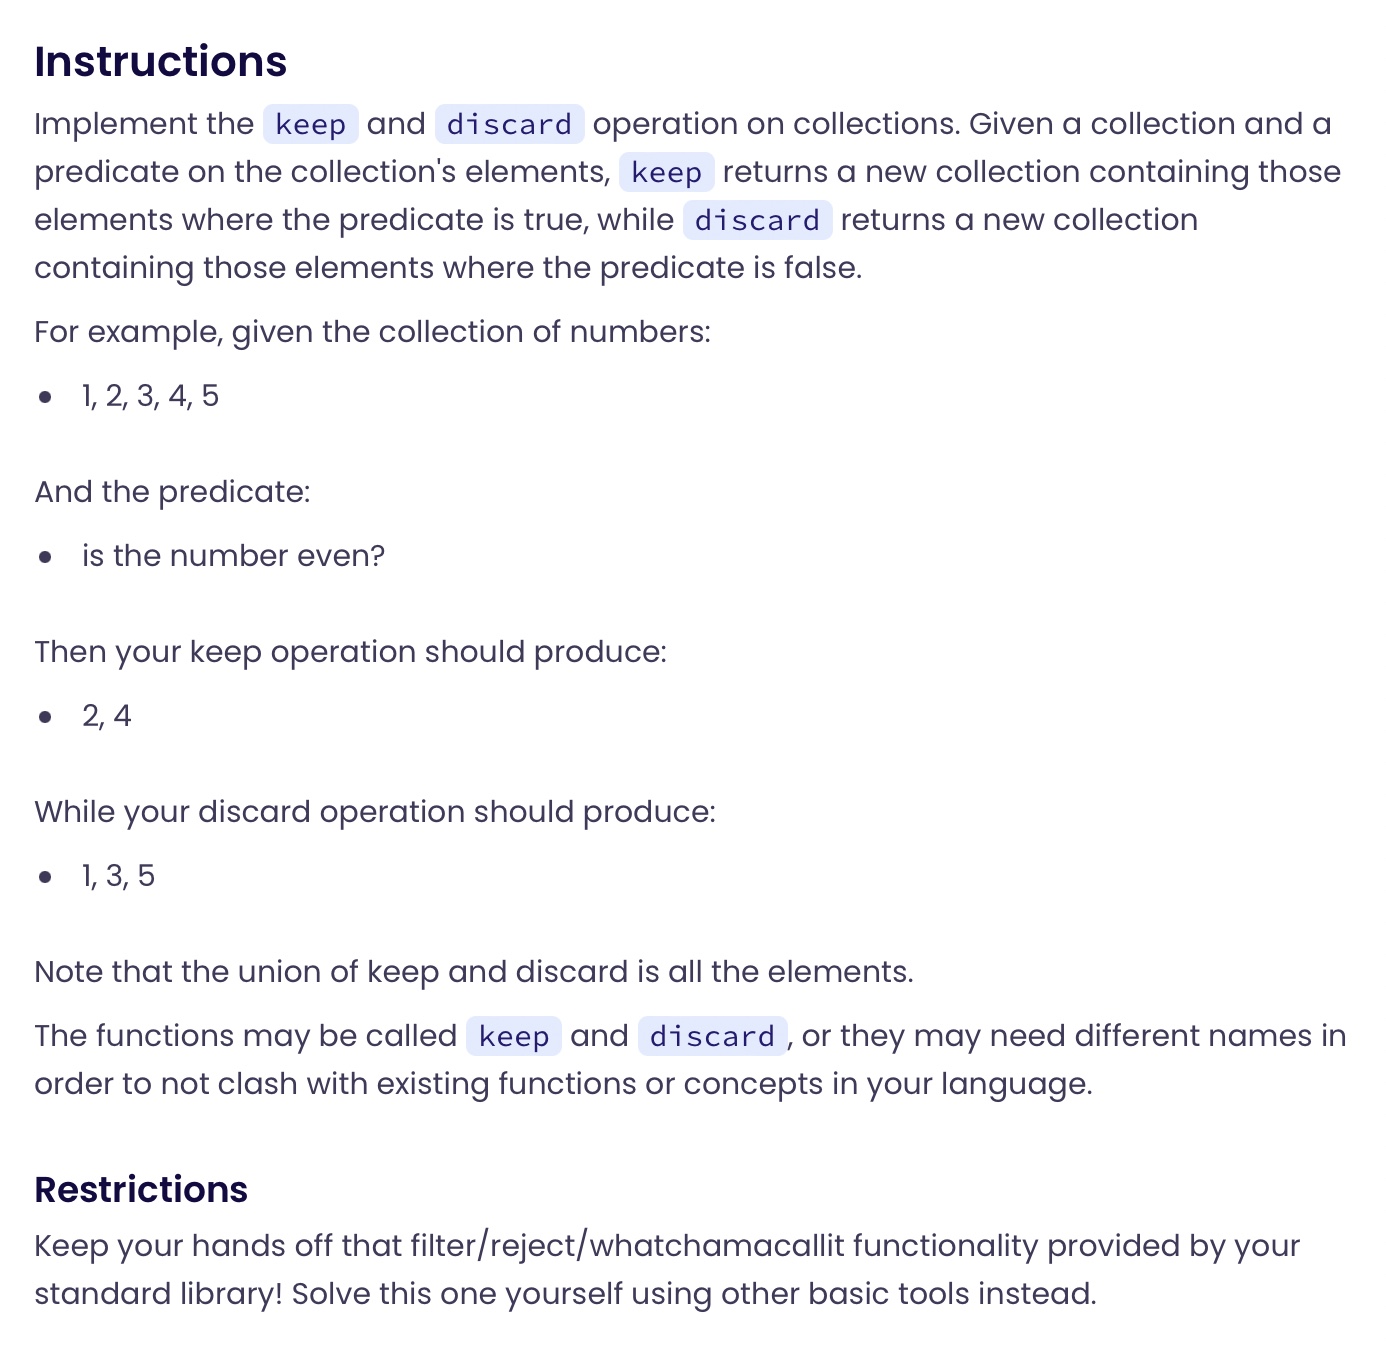 Instructions
Implement the keep and discard operation on collections. Given a collection and a
predicate on the collection's elements, keep returns a new collection containing those
elements where the predicate is true, while discard returns a new collection
containing those elements where the predicate is false.
For example, given the collection of numbers:
• 1, 2, 3, 4, 5
And the predicate:
• is the number even?
Then your keep operation should produce:
• 2, 4
While your discard operation should produce:
• 1, 3, 5
Note that the union of keep and discard is all the elements.
The functions may be called keep and discard, or they may need different names in
order to not clash with existing functions or concepts in your language.
Restrictions
Keep your hands off that filter/reject/whatchamacallit functionality provided by your
standard library! Solve this one yourself using other basic tools instead.